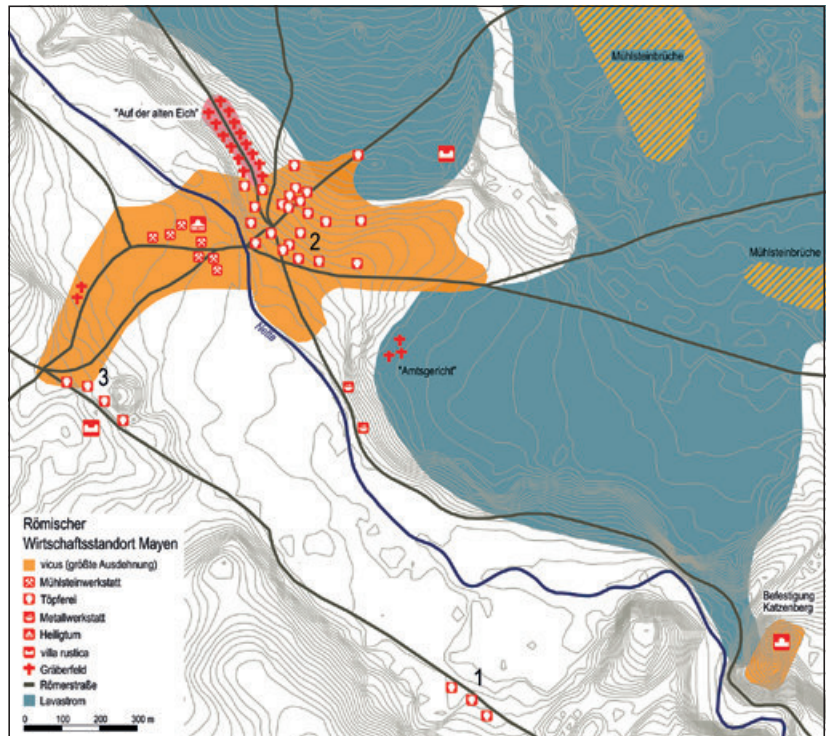 Mühlsteinbrüche
"Auf der alten Eich"
2
Mühlsteinbrüche
Nette
"Amtsgericht"
3
Römischer
Wirtschaftsstandort Mayen
vicus (größte Ausdehnung)
Mühlsteinwerkstatt
Töpferei
Metallwerkstatt
Heiligtum
villa rustica
Gräberfeld
Römerstraße
Lavastrom
0 100 200 300 m
Befestigung
Katzenberg
1